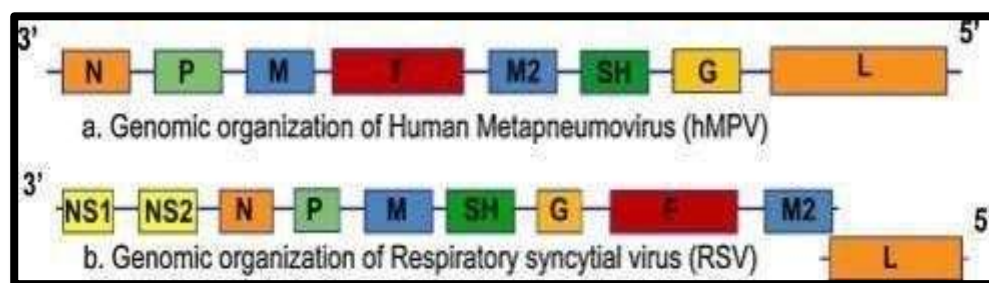 3' 5'
N P M F M2 SH G L
a. Genomic organization of Human Metapneumovirus (hMPV)
3'
NS1 NS2 N P M SH G F M2
5'
L
b. Genomic organization of Respiratory syncytial virus (RSV)